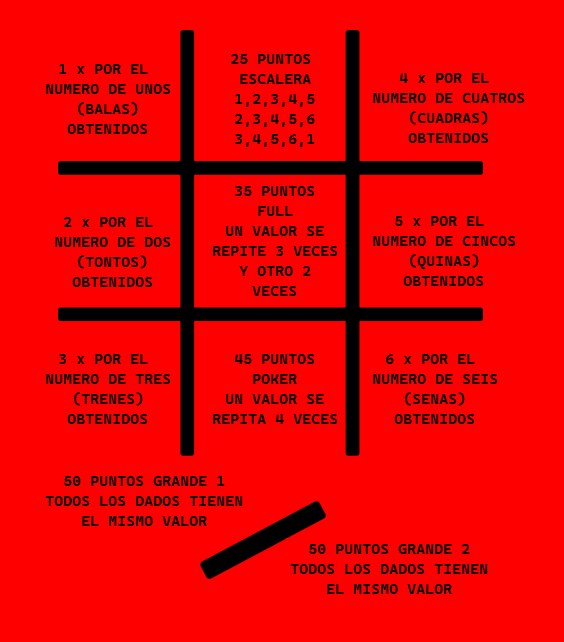 1 x POR EL
NUMERO DE UNOS
(BALAS)
OBTENIDOS
25 PUNTOS
ESCALERA
1,2,3,4,5
2,3,4,5,6
3,4,5,6,1
4 x POR EL
NUMERO DE CUATROS
(CUADRAS)
OBTENIDOS
2 x POR EL
NUMERO DE DOS
(TONTOS)
OBTENIDOS
35 PUNTOS
FULL
UN VALOR SE
REPITE 3 VECES
Y OTRO 2
VECES
5 x POR EL
NUMERO DE CINCOS
(QUINAS)
OBTENIDOS
3 x POR EL
NUMERO DE TRES
(TRENES)
OBTENIDOS
45 PUNTOS
POKER
UN VALOR SE
REPITA 4 VECES
6 x POR EL
NUMERO DE SEIS
(SENAS)
OBTENIDOS
50 PUNTOS GRANDE 1
TODOS LOS DADOS TIENEN
EL MISMO VALOR
50 PUNTOS GRANDE 2
TODOS LOS DADOS TIENEN
EL MISMO VALOR